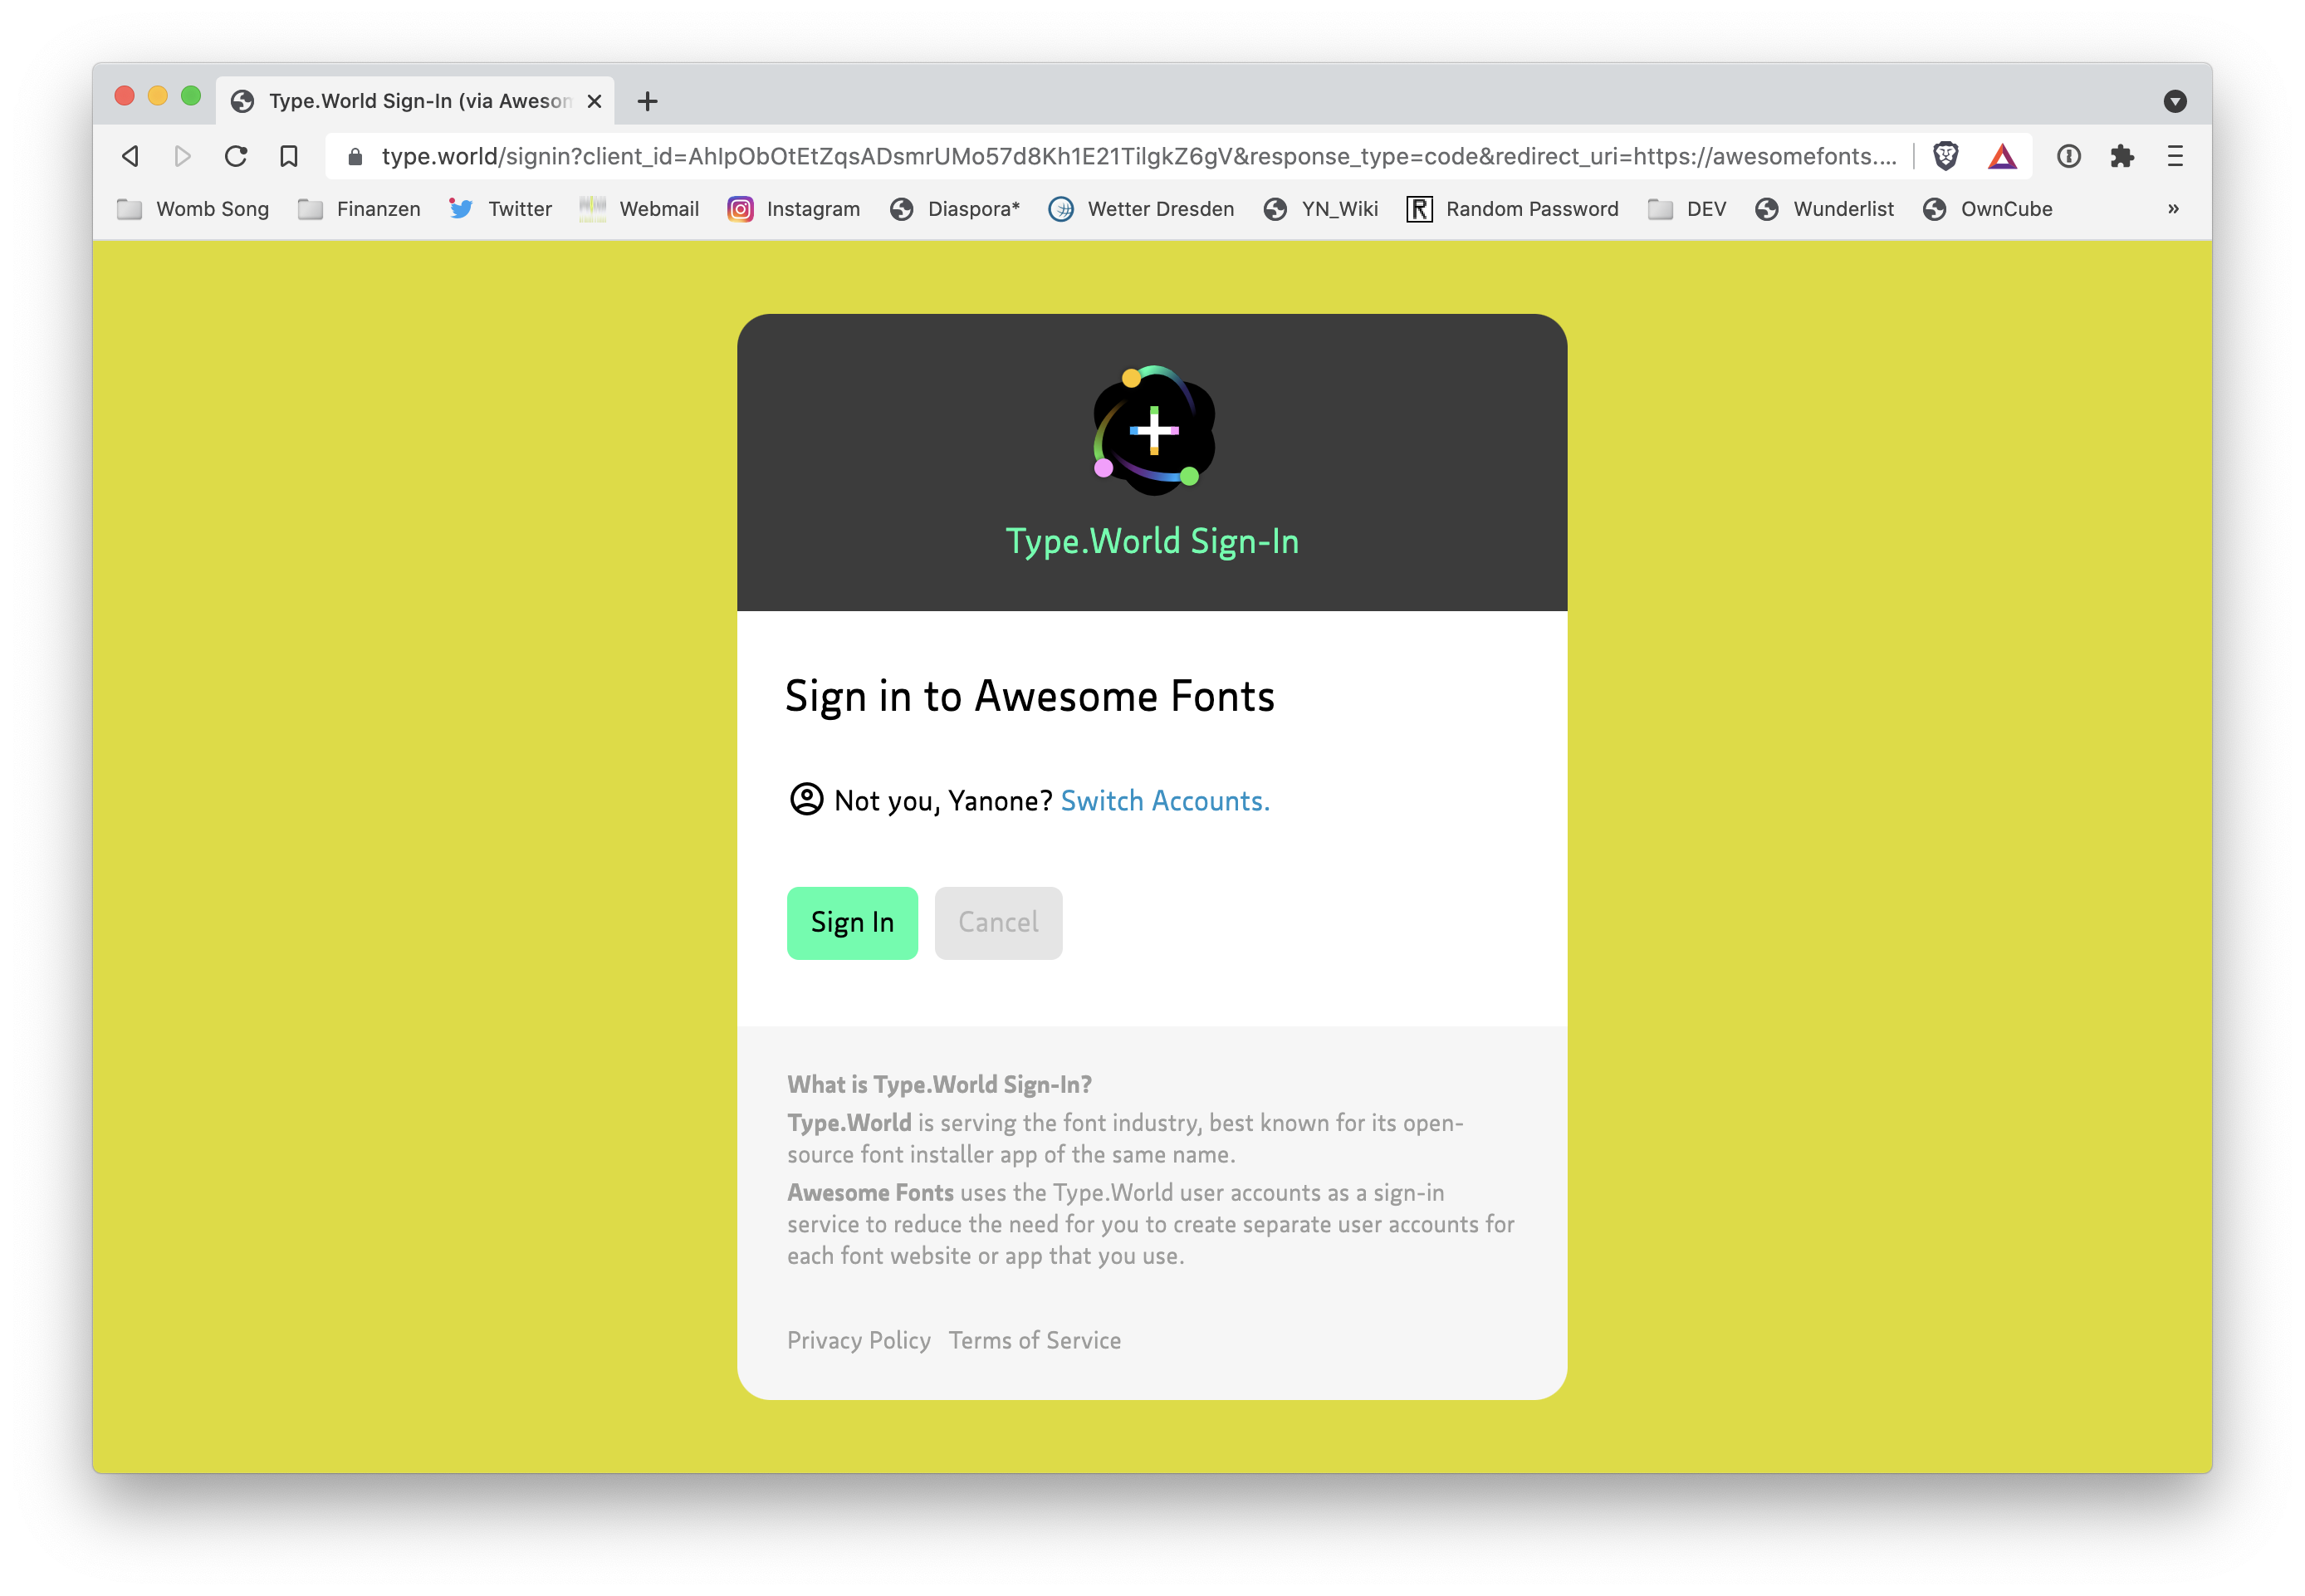 Type.World Sign-In (via Aweson
type.world/signin?client_id=AhIpObOtEtZqsADsmrUMo57d8Kh1E21TilgkZ6gV&response_type=code&redirect_uri=https://awesomefonts....
Womb Song Finanzen Twitter Webmail Instagram Diaspora* Wetter Dresden YN_Wiki Random Password DEV Wunderlist OwnCube »
Type.World Sign-In
Sign in to Awesome Fonts
Not you, Yanone? Switch Accounts.
Sign In Cancel
What is Type.World Sign-In?
Type.World is serving the font industry, best known for its open-
source font installer app of the same name.
Awesome Fonts uses the Type.World user accounts as a sign-in
service to reduce the need for you to create separate user accounts for
each font website or app that you use.
Privacy Policy Terms of Service